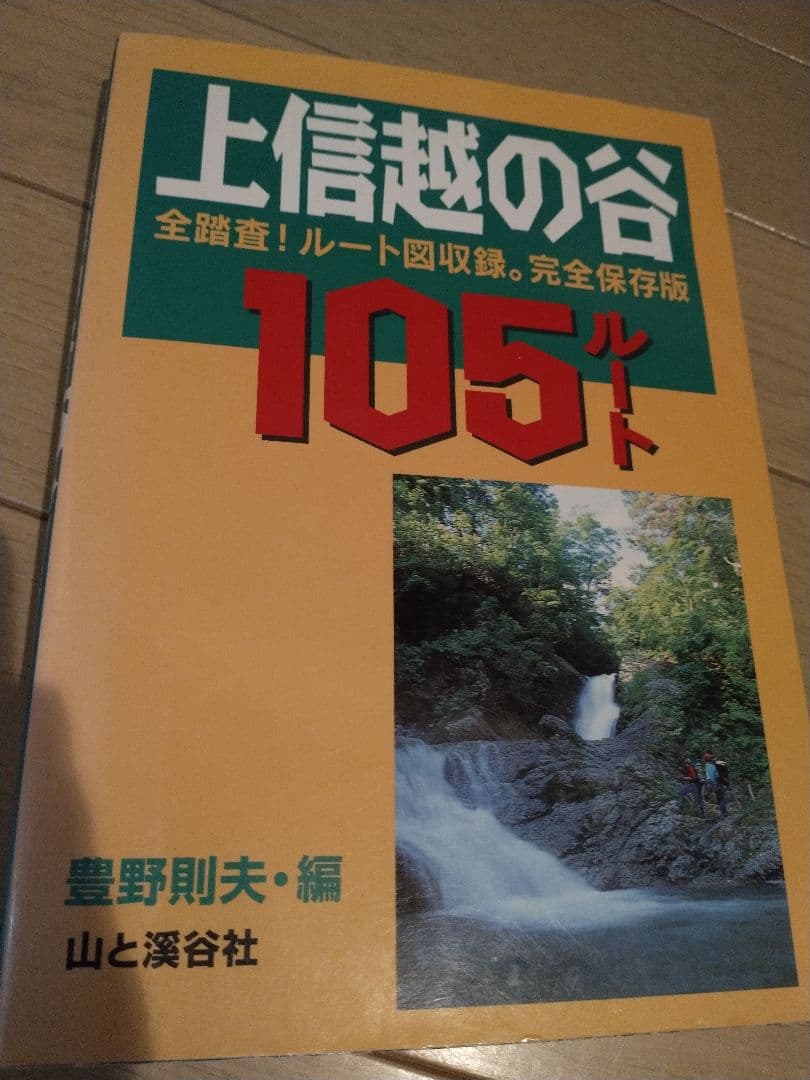 上信越の谷
全踏査!ルート図収録。完全保存版
105ルート
豊野則夫・編
山と溪谷社